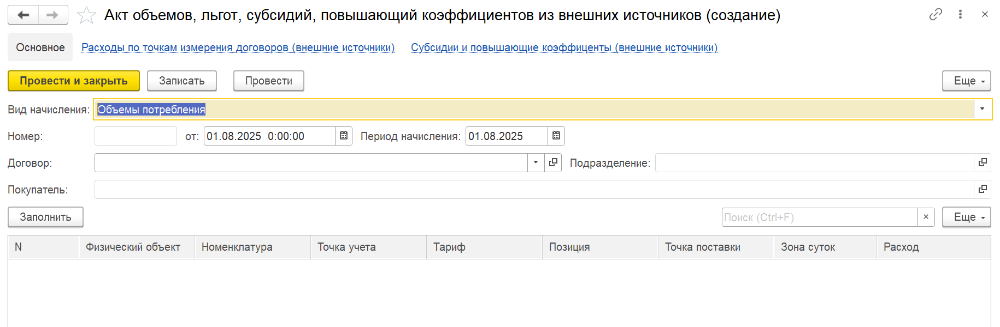 Акт объемов, льгот, субсидий, повышающий коэффициентов из внешних источников (создание)
Основное Расходы по точкам измерения договоров (внешние источники) Субсидии и повышающие коэффиценты (внешние источники)
Провести и закрыть Записать Провести Еще
Вид начисления: Объемы потребления
Номер: от: 01.08.2025 0:00:00 Период начисления: 01.08.2025
Договор: Подразделение:
Покупатель:
Заполнить Поиск (Ctrl+F) Еще
N Физический объект Номенклатура Точка учета Тариф Позиция Точка поставки Зона суток Расход